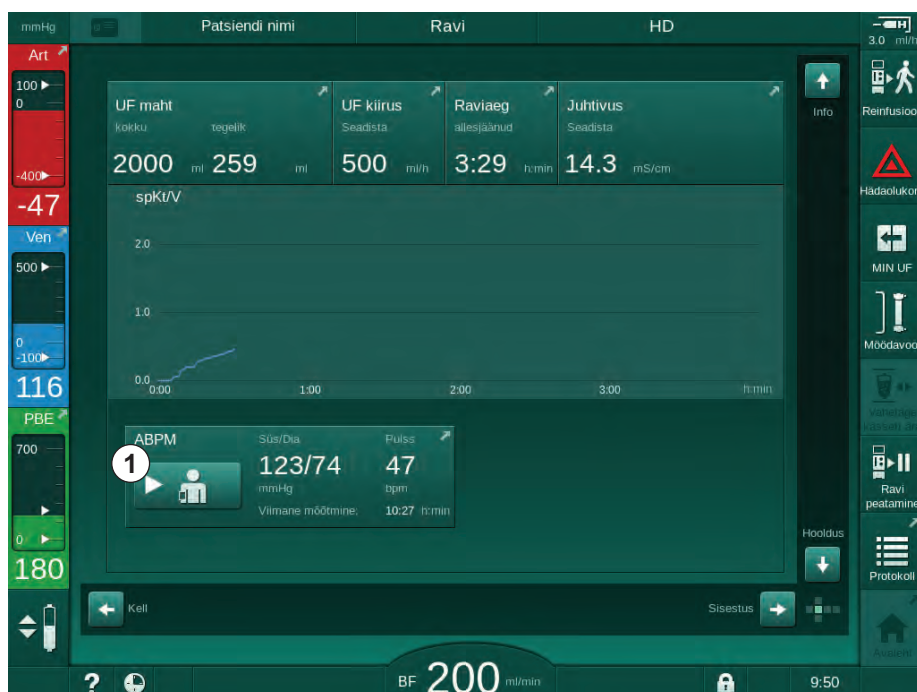 mmHg
Patsiendi nimi
Ravi
HD
3.0 ml/h
Art
100
0
-400
-47
Ven
500
0
-100
116
PBE
700
0
180
UF maht
kokku tegelik
2000 ml 259 ml
UF kiirus
Seadista
500 ml/h
Raviaeg
allesjäänud
3:29 h:min
Juhtivus
Seadista
14.3 mS/cm
spKt/V
2.0
1.0
0.0
0:00 1:00 2:00 3:00 h:min
ABPM
1
Süs/Dia
123/74
mmHg
Pulss
47
bpm
Viimane mõõtmine: 10:27 h:min
Info
Hooldus
Kell
Sisestus
Reinfusioo
Hädaolukor
MIN UF
Möödavoo
Vahetage
Ravi
peatamine
Protokoll
Avaleht
?
BF 200 ml/min
9:50